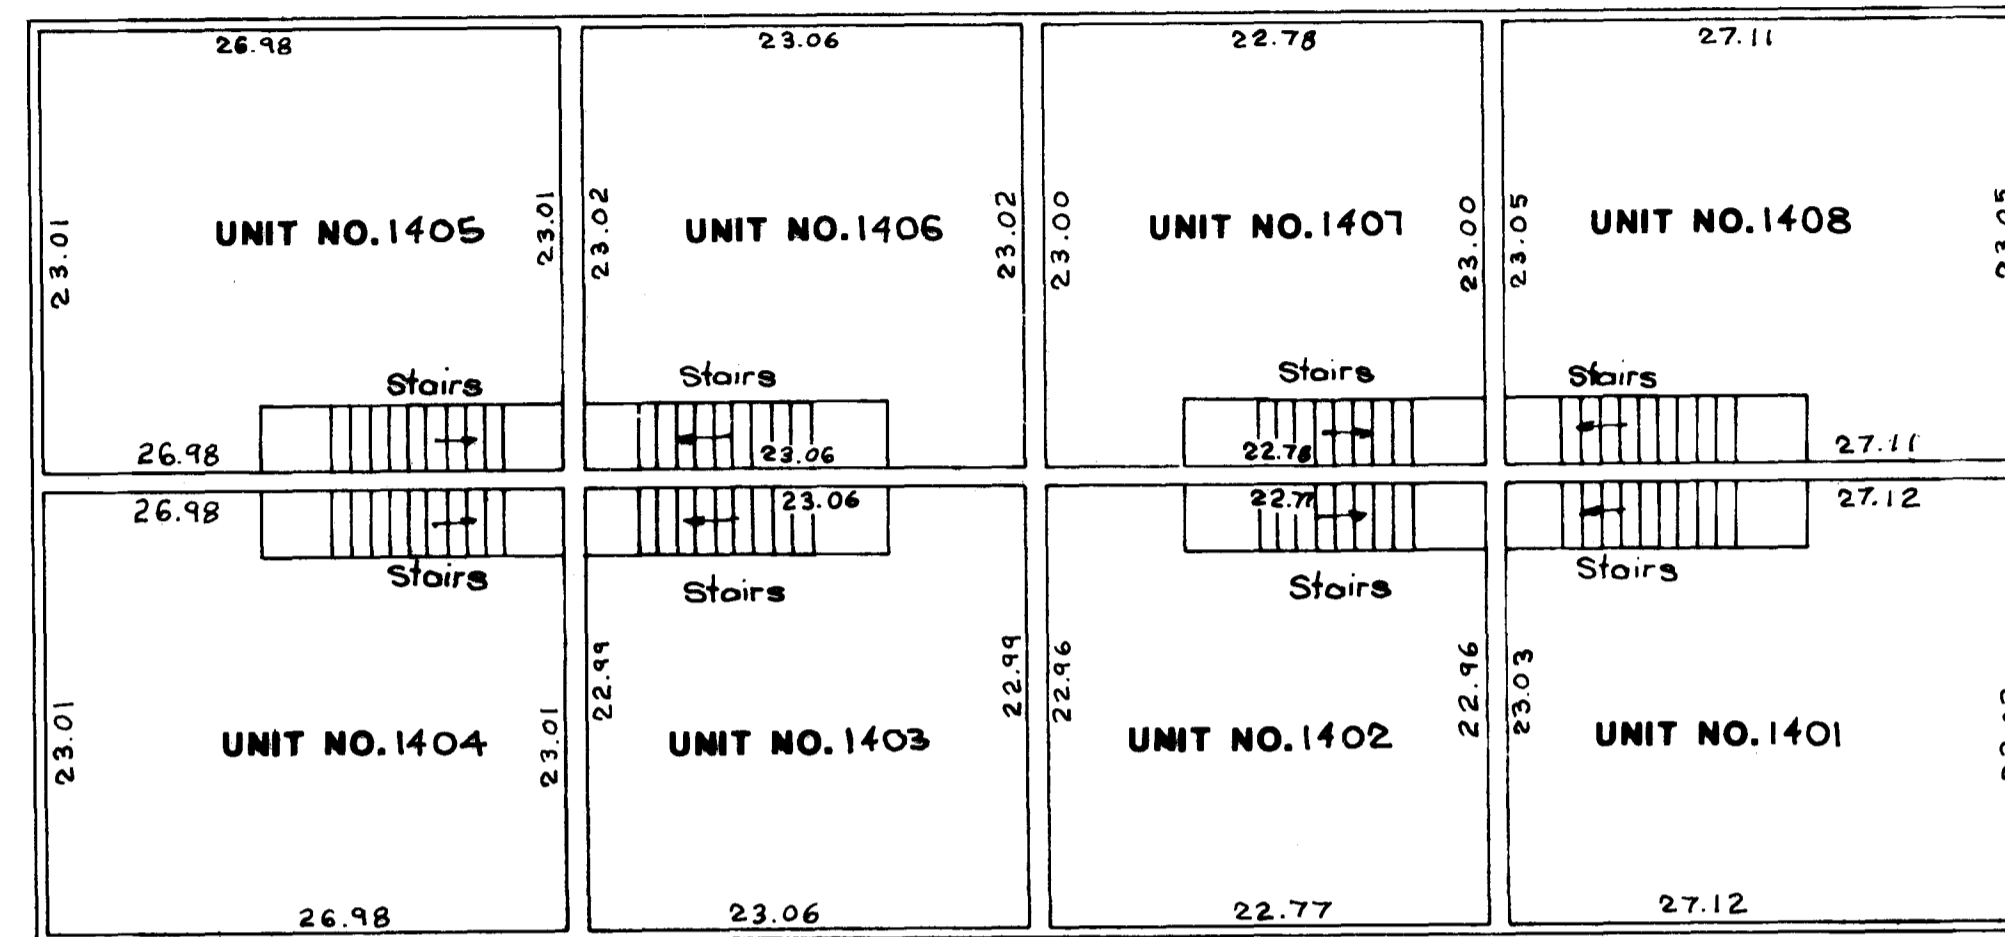 26.98
23.06
22.78
27.11
23.01
UNIT NO. 1405
23.01
23.02
UNIT NO. 1406
23.02
23.00
UNIT NO. 1407
23.00
23.05
UNIT NO. 1408
23.05
Stairs
Stairs
Stairs
Stairs
26.98
23.06
22.78
27.11
26.98
23.06
22.77
27.12
Stairs
Stairs
Stairs
Stairs
23.01
UNIT NO. 1404
23.01
22.99
UNIT NO. 1403
22.99
22.96
UNIT NO. 1402
22.96
23.03
UNIT NO. 1401
26.98
23.06
22.77
27.12